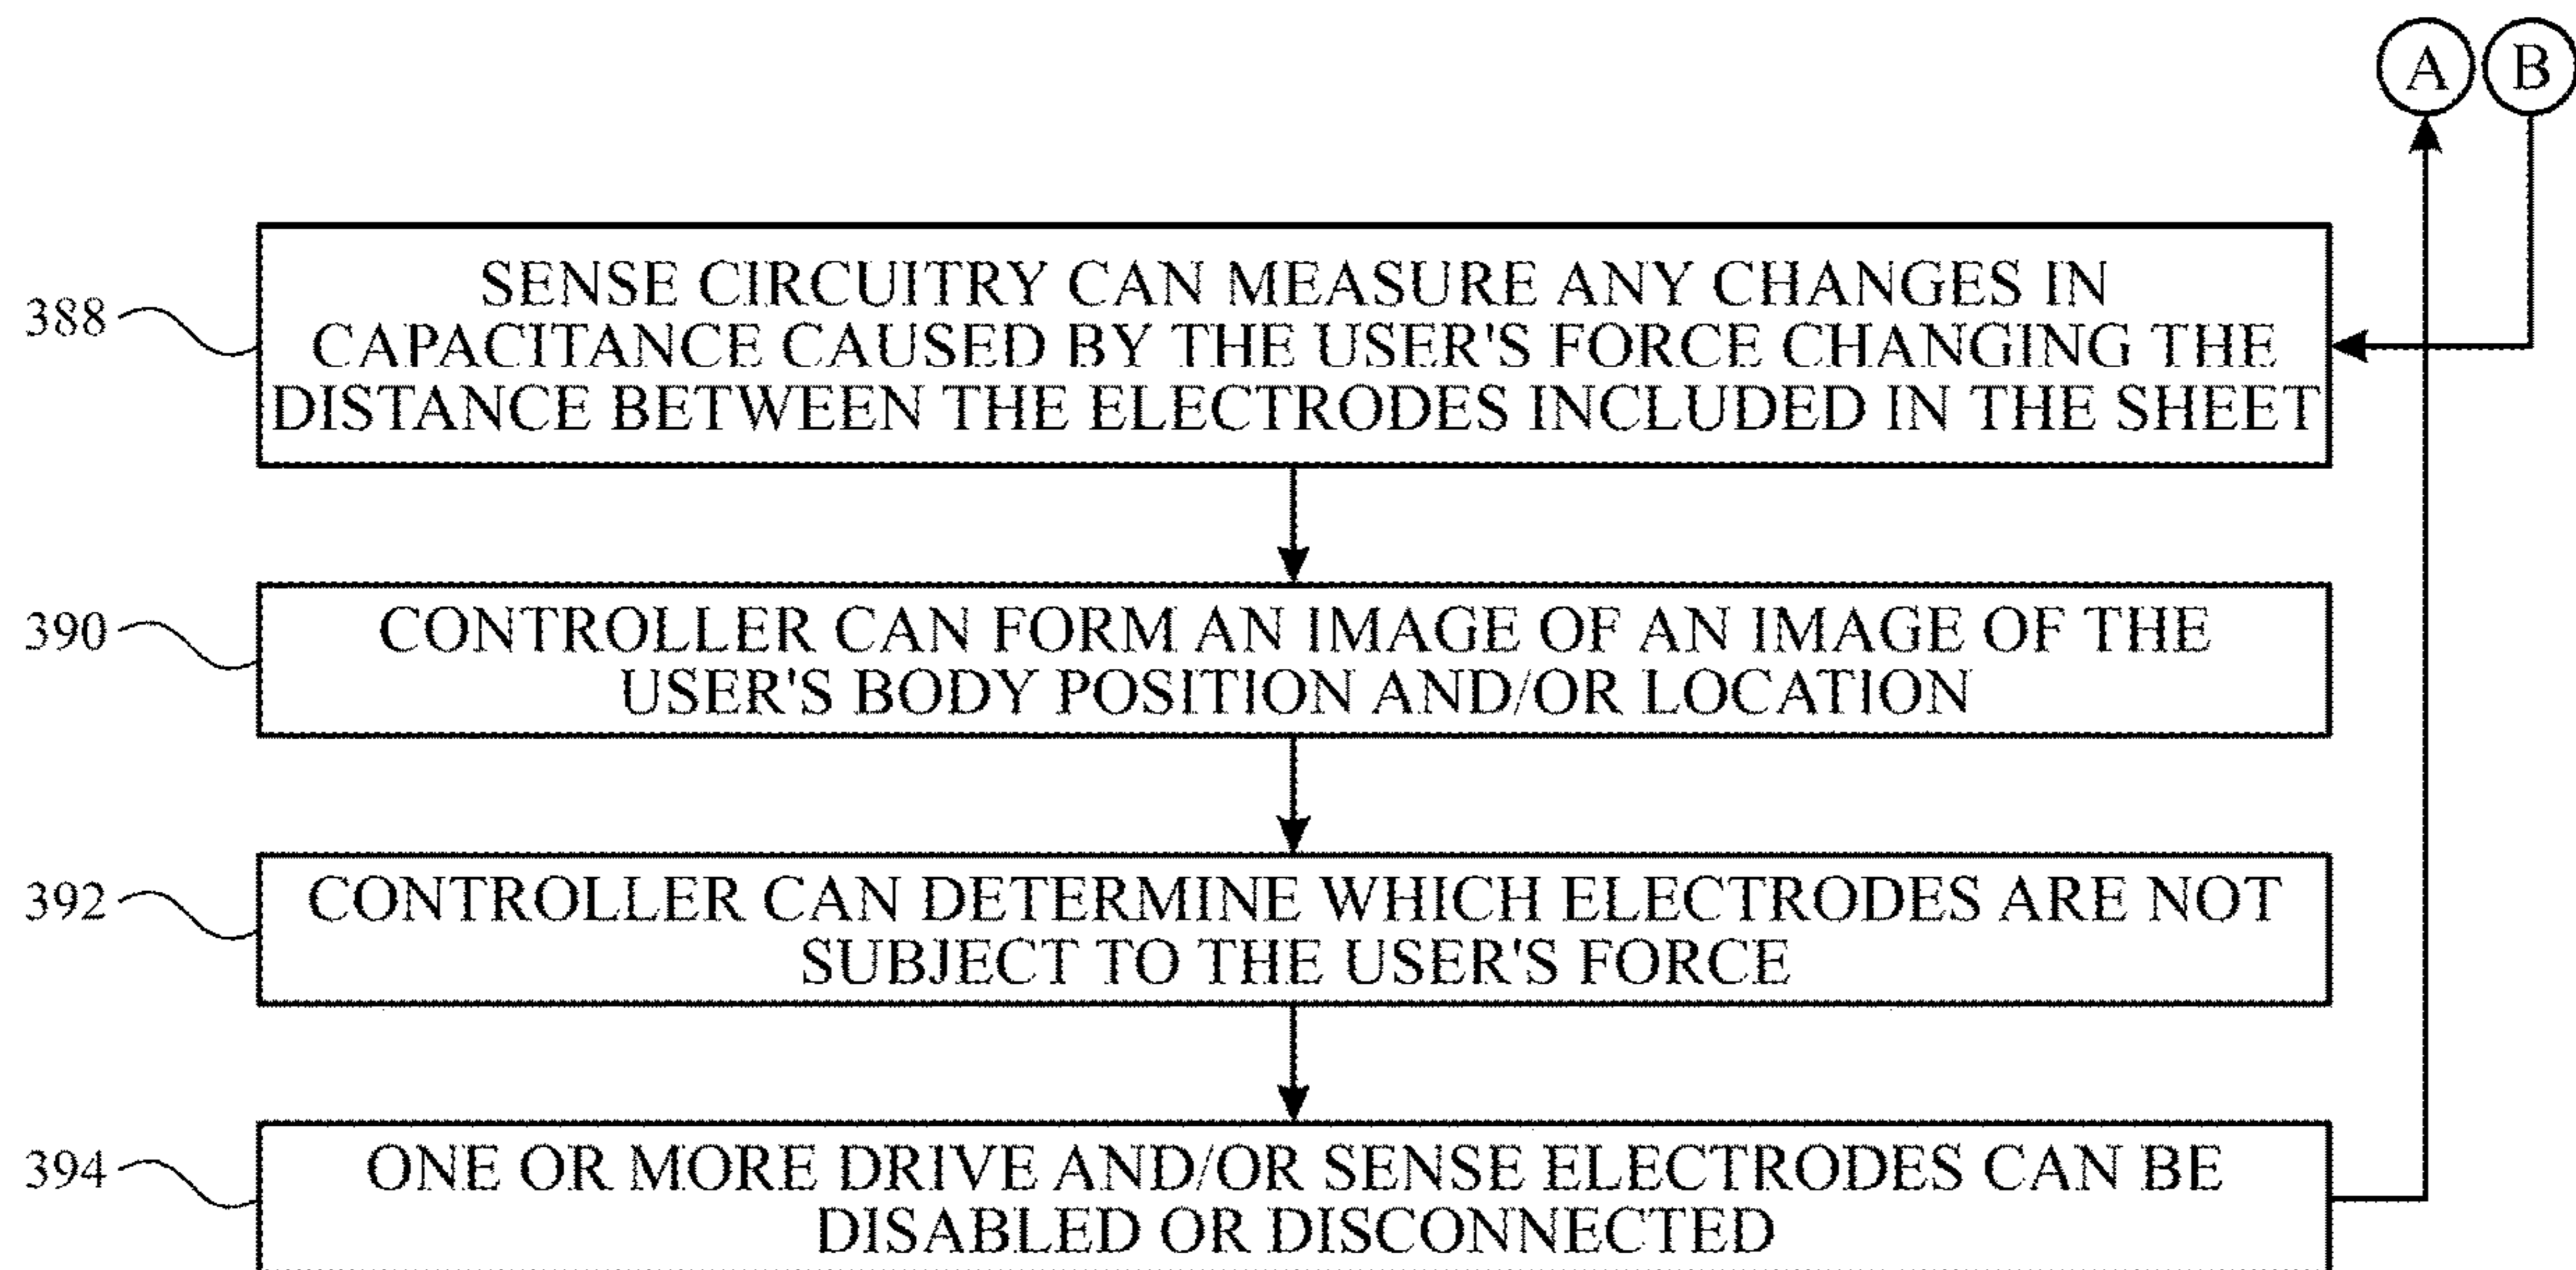 A B
388
SENSE CIRCUITRY CAN MEASURE ANY CHANGES IN
CAPACITANCE CAUSED BY THE USER'S FORCE CHANGING THE
DISTANCE BETWEEN THE ELECTRODES INCLUDED IN THE SHEET
390
CONTROLLER CAN FORM AN IMAGE OF AN IMAGE OF THE
USER'S BODY POSITION AND/OR LOCATION
392
CONTROLLER CAN DETERMINE WHICH ELECTRODES ARE NOT
SUBJECT TO THE USER'S FORCE
394
ONE OR MORE DRIVE AND/OR SENSE ELECTRODES CAN BE
DISABLED OR DISCONNECTED